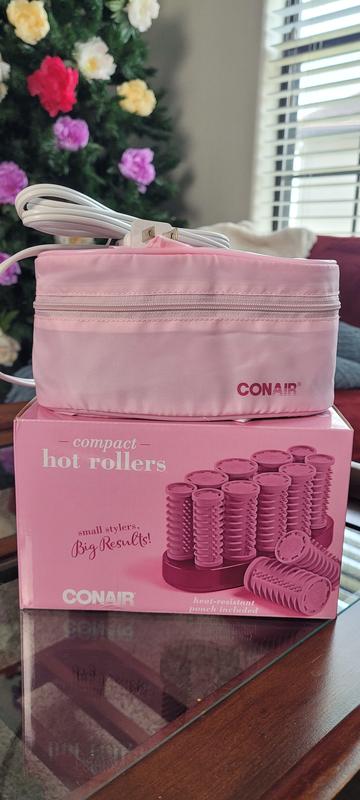 CONAIR®
— compact —
hot rollers
small stylers.
Big Results!
CONAIR
heat-resistant
pouch included